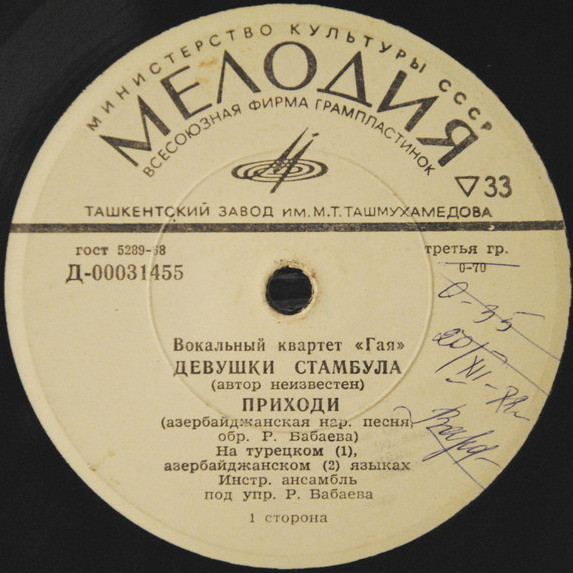 МИНИСТЕРСТВО КУЛЬТУРЫ СССР
МЕЛОДИЯ
ВСЕСОЮЗНАЯ ФИРМА ГРАМПЛАСТИНОК
▽33
ТАШКЕНТСКИЙ ЗАВОД ИМ. М.Т. ТАШМУХАМЕДОВА
гост 5289-68
третья гр.
Д-00031455
0-70
0-35
Вокальный квартет «Гая»
ДЕВУШКИ СТАМБУЛА
(автор неизвестен)
ПРИХОДИ
(азербайджанская нар. песня,
обр. Р. Бабаева)
На турецком (1),
азербайджанском (2) языках
Инстр. ансамбль
под упр. Р. Бабаева
1 сторона